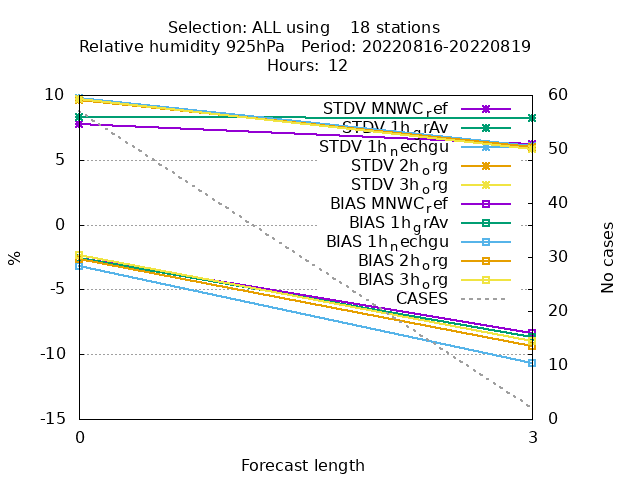 Selection: ALL using 18 stations
Relative humidity 925hPa Period: 20220816-20220819
Hours: 12
10
5
0
-5
-10
-15
60
50
40
30
20
10
0
0
3
%
No cases
Forecast length
STDV MNWC_ref
STDV 1h_grAv
STDV 1h_nechgu
STDV 2h_org
STDV 3h_org
BIAS MNWC_ref
BIAS 1h_grAv
BIAS 1h_nechgu
BIAS 2h_org
BIAS 3h_org
CASES